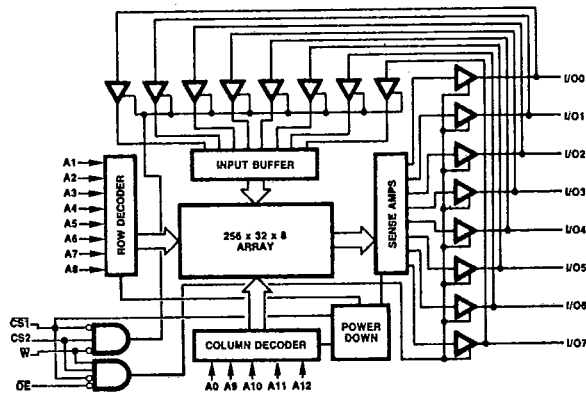 I/O0
I/O1
I/O2
I/O3
I/O4
I/O5
I/O6
I/O7
INPUT BUFFER
A1
A2
A3
A4
A5
A6
A7
A8
ROW DECODER
256 x 32 x 8
ARRAY
SENSE AMPS
CS1
CS2
W
OE
COLUMN DECODER
POWER
DOWN
A0 A9 A10 A11 A12